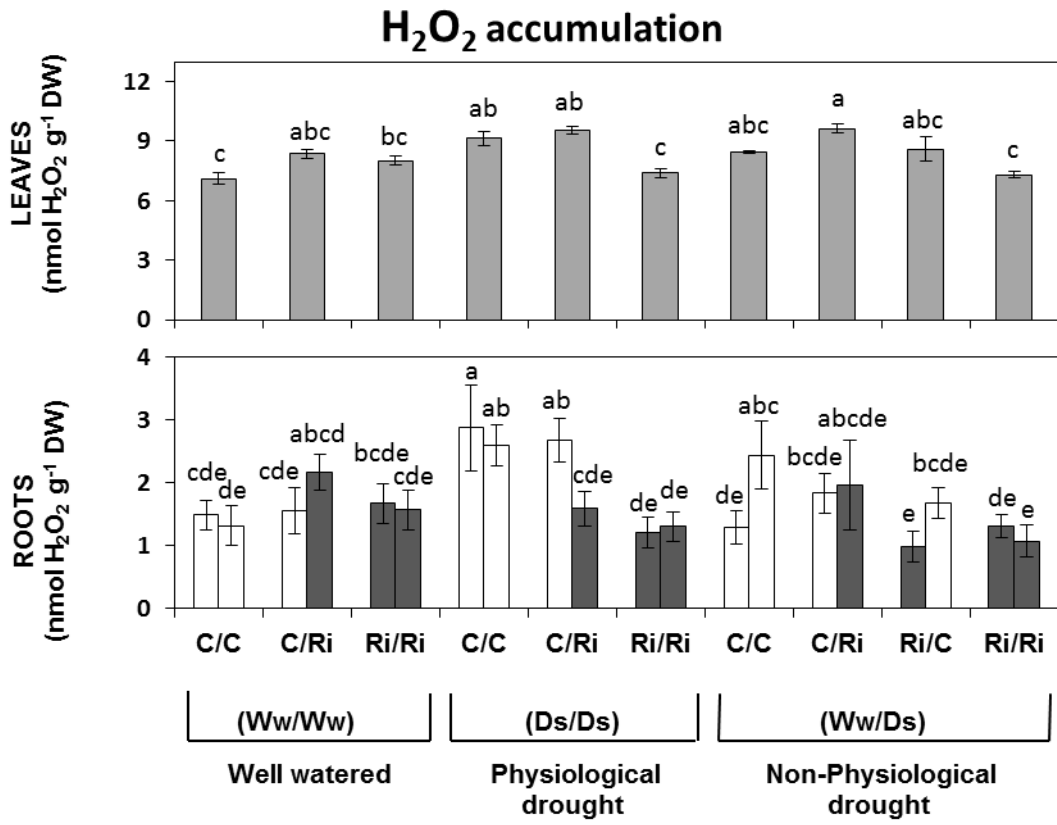 H₂O₂ accumulation
LEAVES
(nmol H₂O₂ g⁻¹ DW)
12
9
6
3
0
c
abc
bc
ab
ab
c
abc
a
abc
c
ROOTS
(nmol H₂O₂ g⁻¹ DW)
4
3
2
1
0
cde
de
cde
abcd
bcde
cde
a
ab
ab
cde
de
de
de
abc
bcde
abcde
e
bcde
de
e
C/C C/Ri Ri/Ri C/C C/Ri Ri/Ri C/C C/Ri Ri/C Ri/Ri
(Ww/Ww) (Ds/Ds) (Ww/Ds)
Well watered Physiological Non-Physiological
drought drought